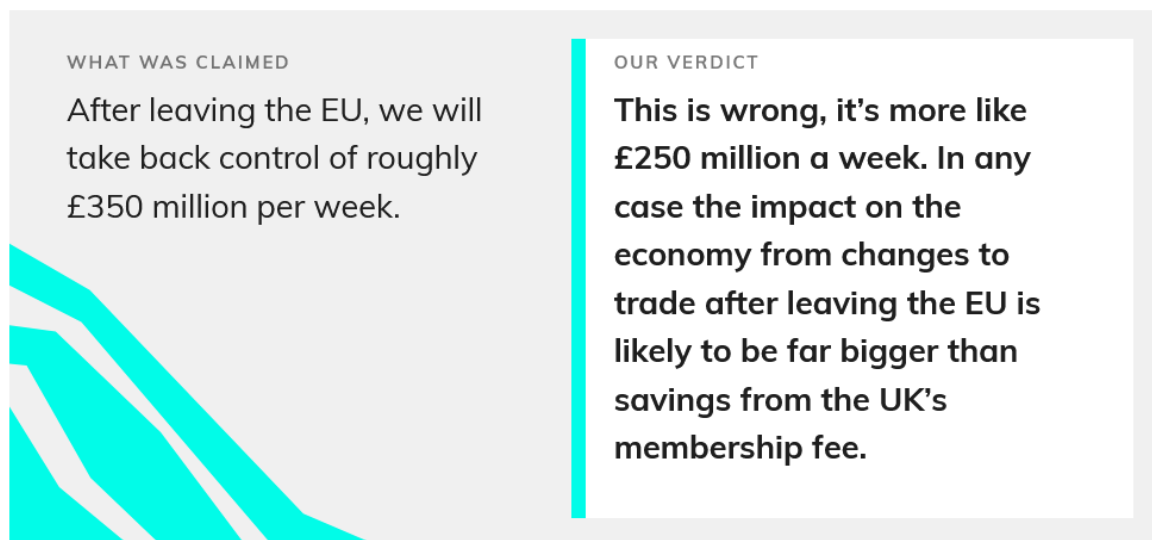 WHAT WAS CLAIMED
After leaving the EU, we will
take back control of roughly
£350 million per week.
OUR VERDICT
This is wrong, it’s more like
£250 million a week. In any
case the impact on the
economy from changes to
trade after leaving the EU is
likely to be far bigger than
savings from the UK’s
membership fee.